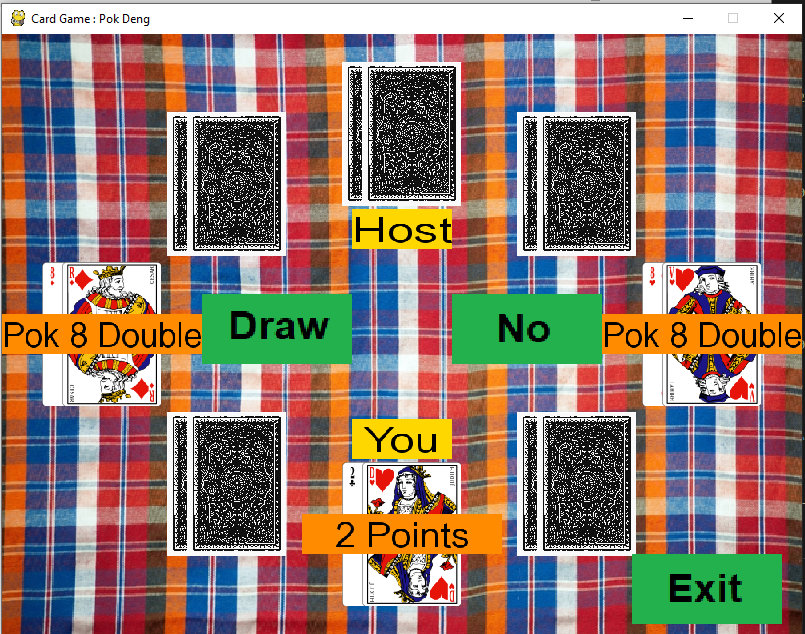 Card Game : Pok Deng
Host
Pok 8 Double
Draw
No
Pok 8 Double
You
2 Points
Exit